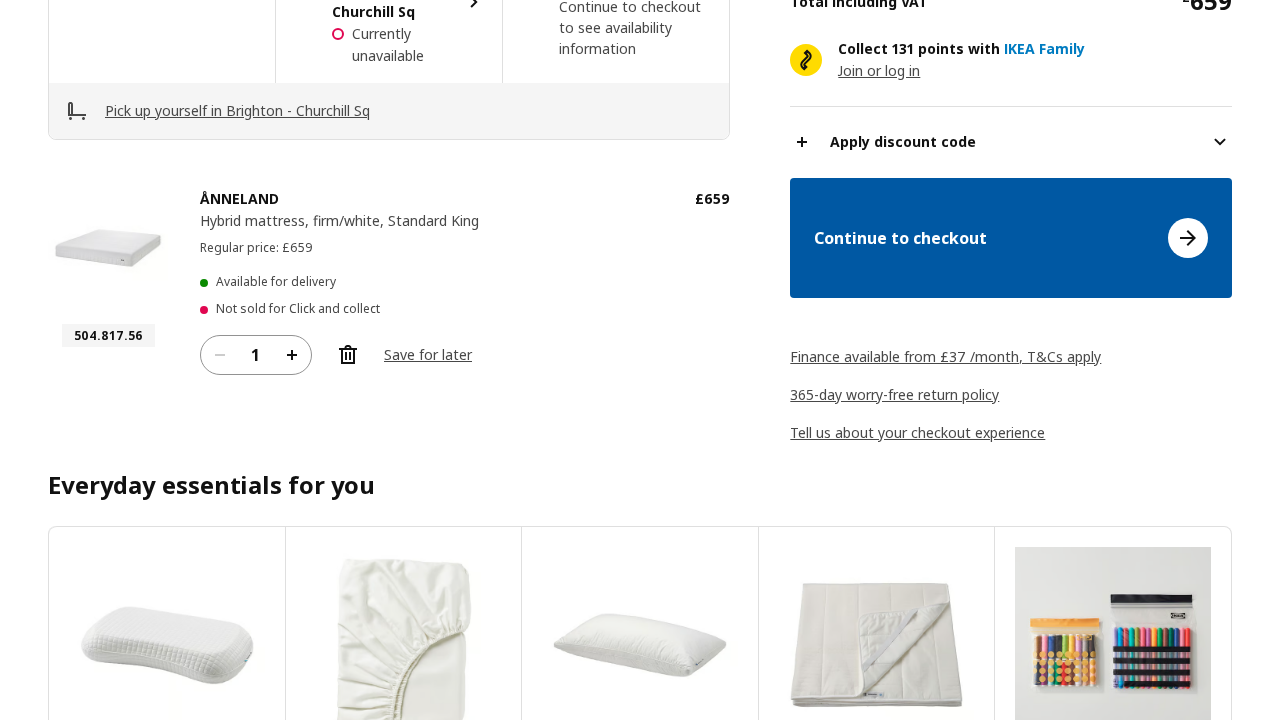 Churchill Sq
Currently
unavailable
Continue to checkout
to see availability
information
Pick up yourself in Brighton - Churchill Sq
ÅNNELAND
£659
Hybrid mattress, firm/white, Standard King
Regular price: £659
Available for delivery
Not sold for Click and collect
504.817.56
1
Save for later
Total including VAT
£659
Collect 131 points with IKEA Family
Join or log in
Apply discount code
Continue to checkout
Finance available from £37 /month, T&Cs apply
365-day worry-free return policy
Tell us about your checkout experience
Everyday essentials for you